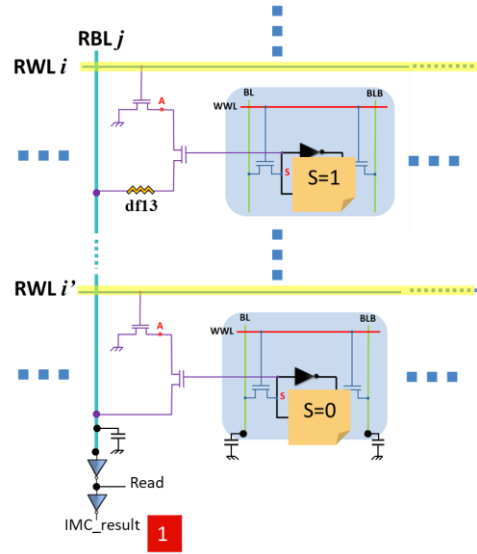 RBL j
RWL i
BL
BLB
WWL
A
S
S=1
df13
RWL i’
BL
BLB
WWL
A
S
S=0
Read
IMC_result
1